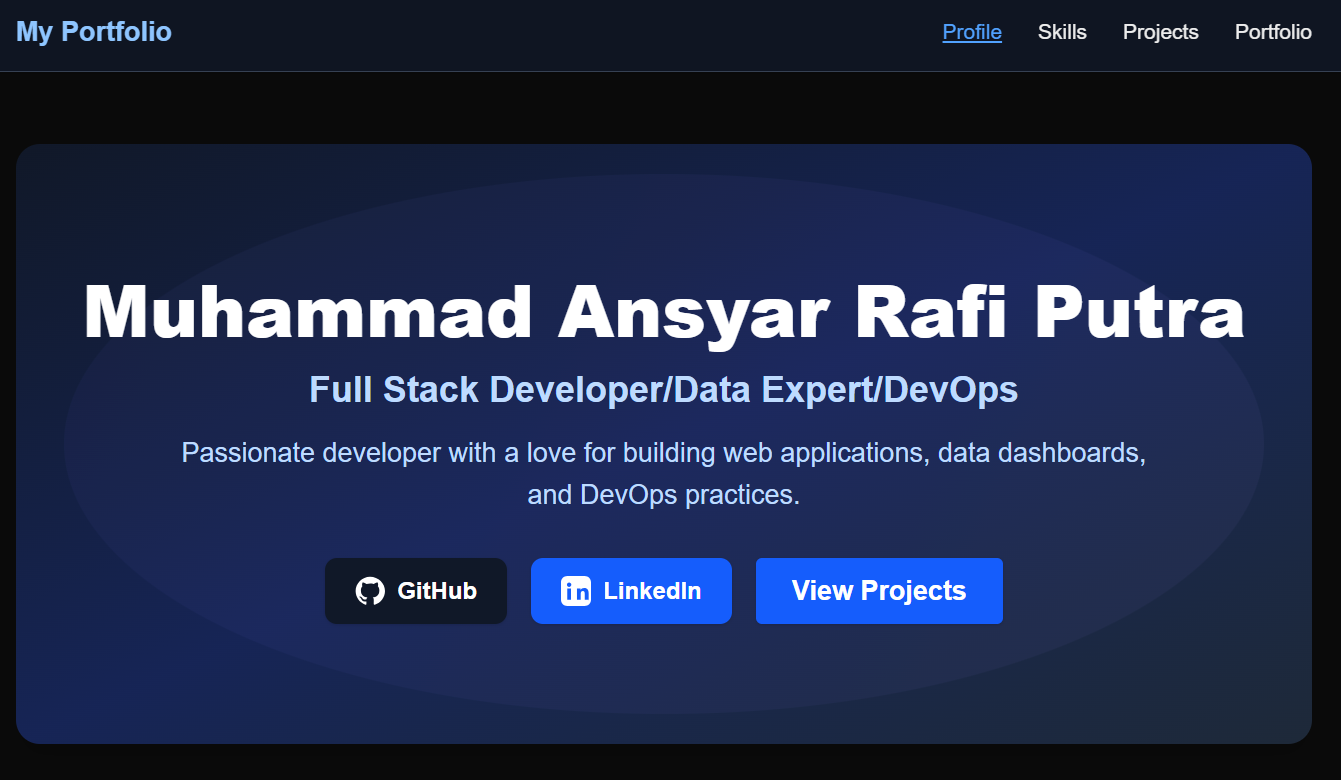 My Portfolio
Profile Skills Projects Portfolio
Muhammad Ansyar Rafi Putra
Full Stack Developer/Data Expert/DevOps
Passionate developer with a love for building web applications, data dashboards,
and DevOps practices.
GitHub
in LinkedIn
View Projects